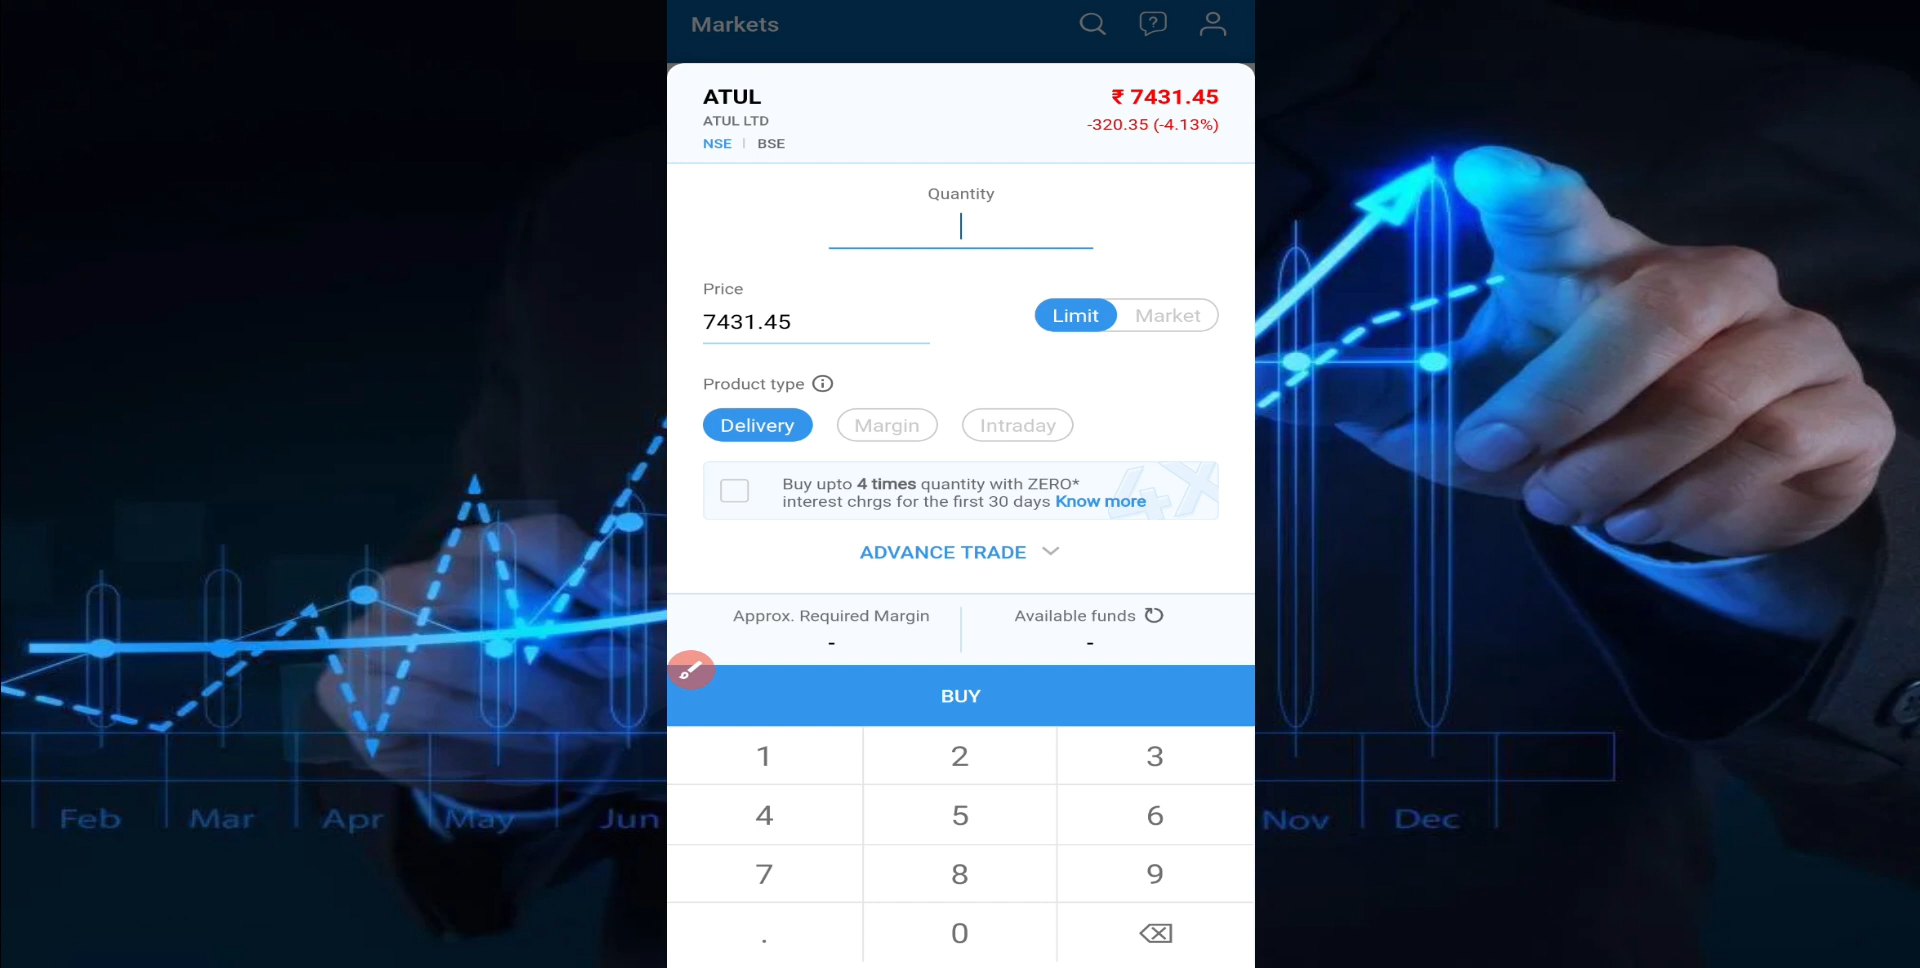 Markets
ATUL
₹ 7431.45
ATUL LTD
-320.35 (-4.13%)
NSE | BSE
Quantity
Price
7431.45
Limit
Market
Product type
Delivery
Margin
Intraday
Buy upto 4 times quantity with ZERO*
interest chrgs for the first 30 days Know more
4X
ADVANCE TRADE
Approx. Required Margin
Available funds
-
-
BUY
1 2 3
4 5 6
7 8 9
. 0
Feb Mar Apr May Jun Nov Dec